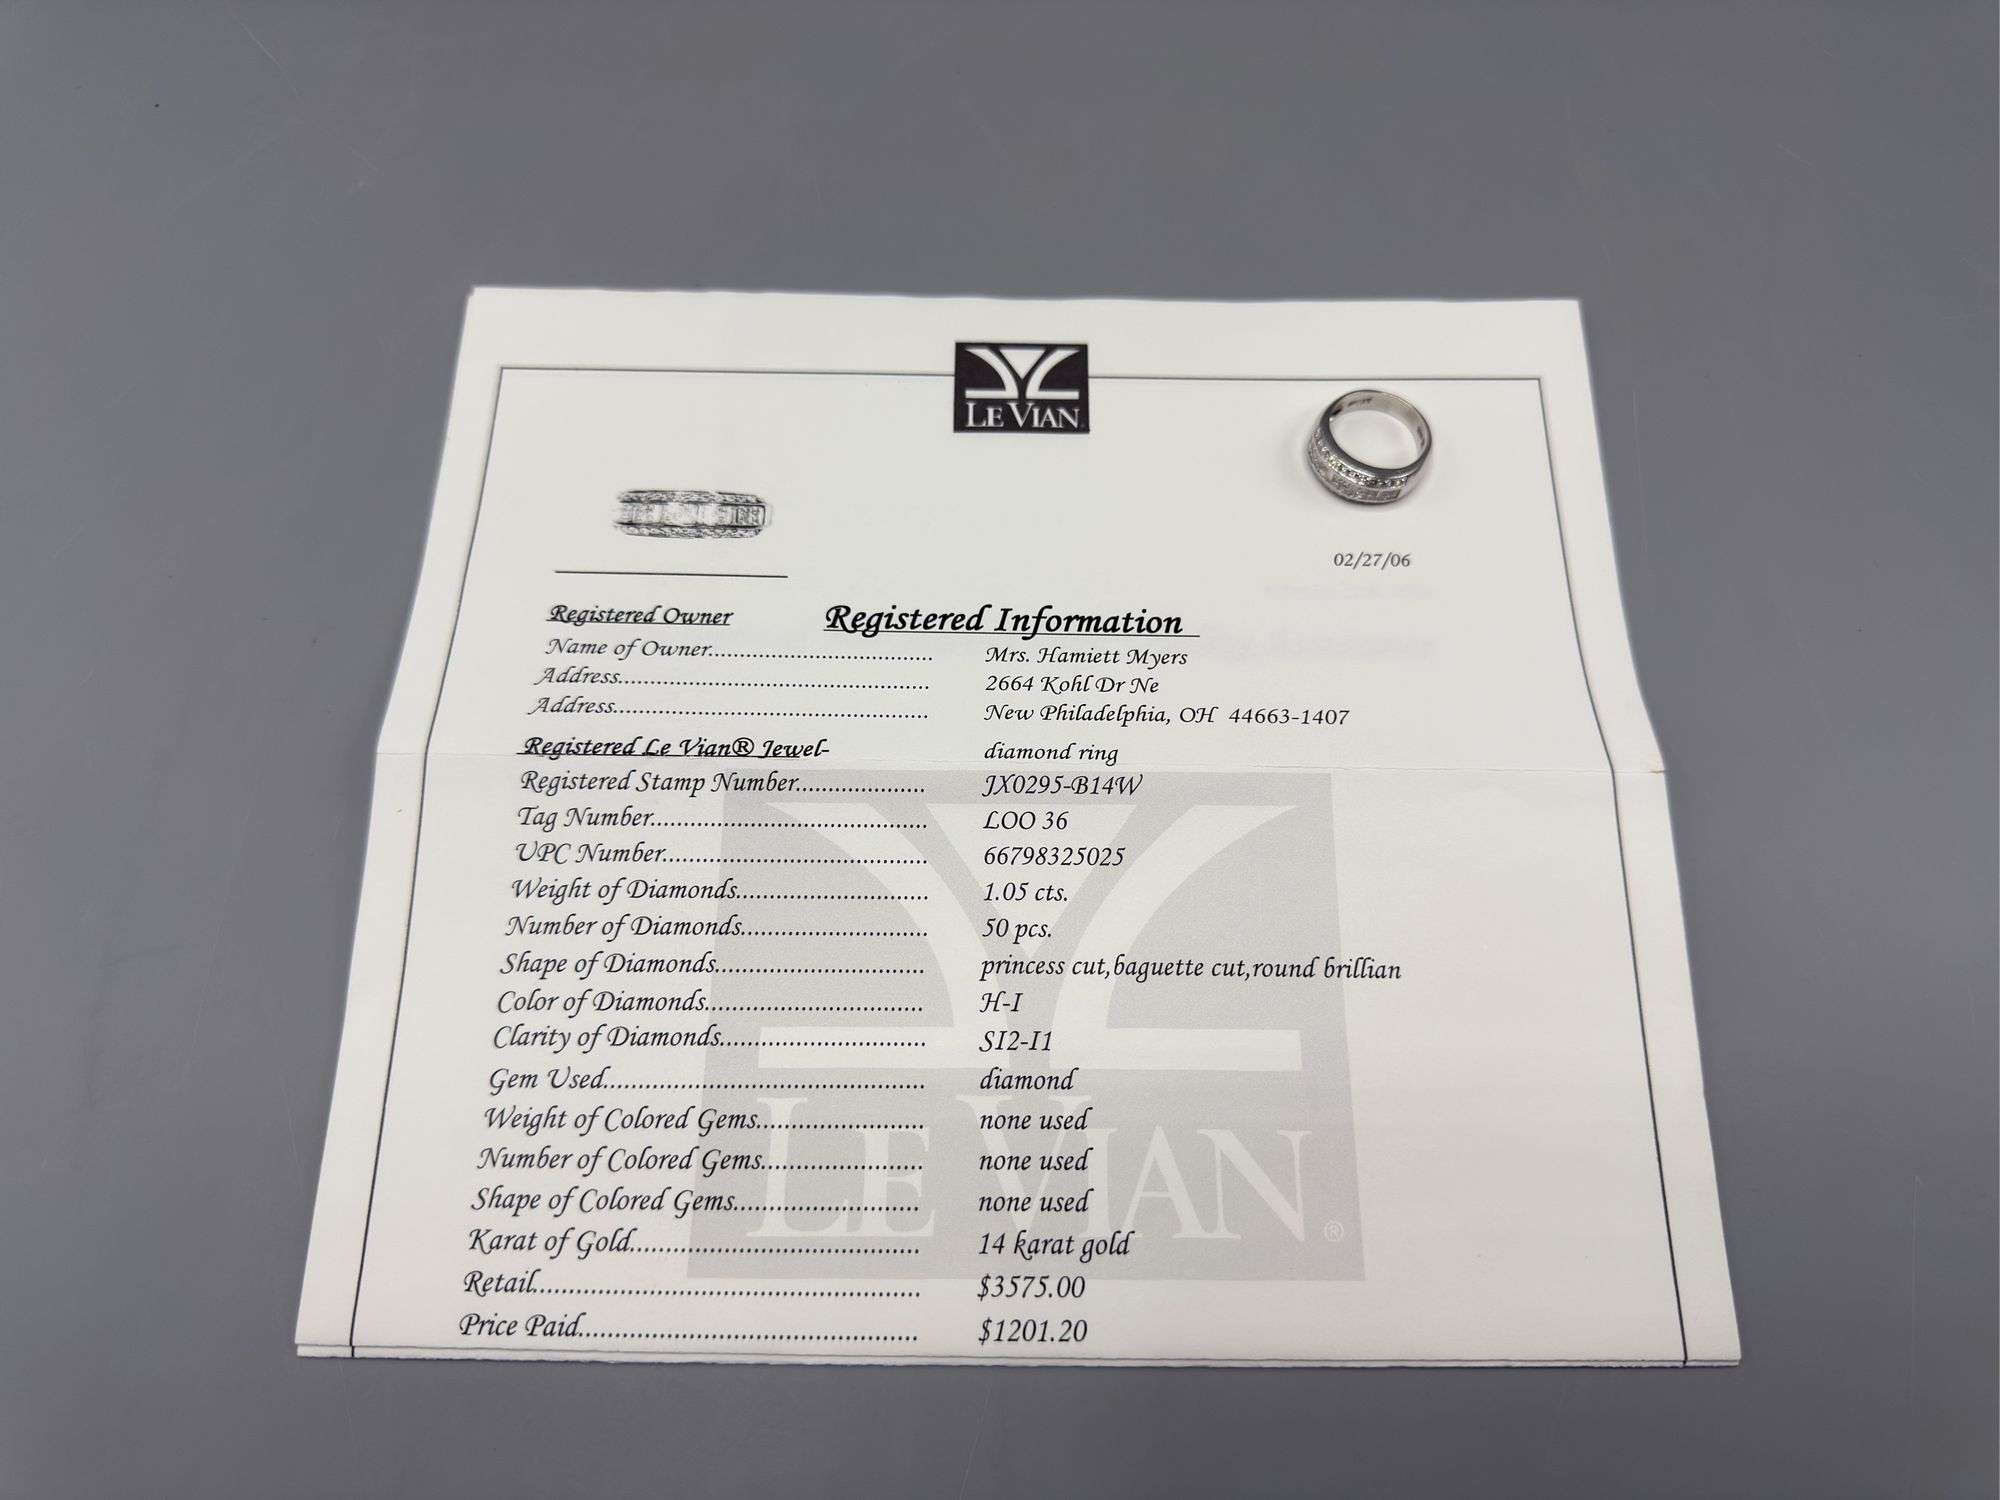 LE VIAN
02/27/06
Registered Owner
Registered Information
Name of Owner................................. Mrs. Hamiett Myers
Address............................................. 2664 Kohl Dr Ne
Address............................................. New Philadelphia, OH 44663-1407
Registered Le Vian® Jewel- diamond ring
Registered Stamp Number.................. JX0295-B14W
Tag Number...................................... LOO 36
UPC Number..................................... 66798325025
Weight of Diamonds........................... 1.05 cts.
Number of Diamonds.......................... 50 pcs.
Shape of Diamonds............................. princess cut,baguette cut,round brillian
Color of Diamonds.............................. H-I
Clarity of Diamonds............................ SI2-I1
Gem Used............................................ diamond
Weight of Colored Gems...................... none used
Number of Colored Gems..................... none used
Shape of Colored Gems........................ none used
Karat of Gold...................................... 14 karat gold
Retail.................................................. $3575.00
Price Paid............................................ $1201.20
LE VIAN®